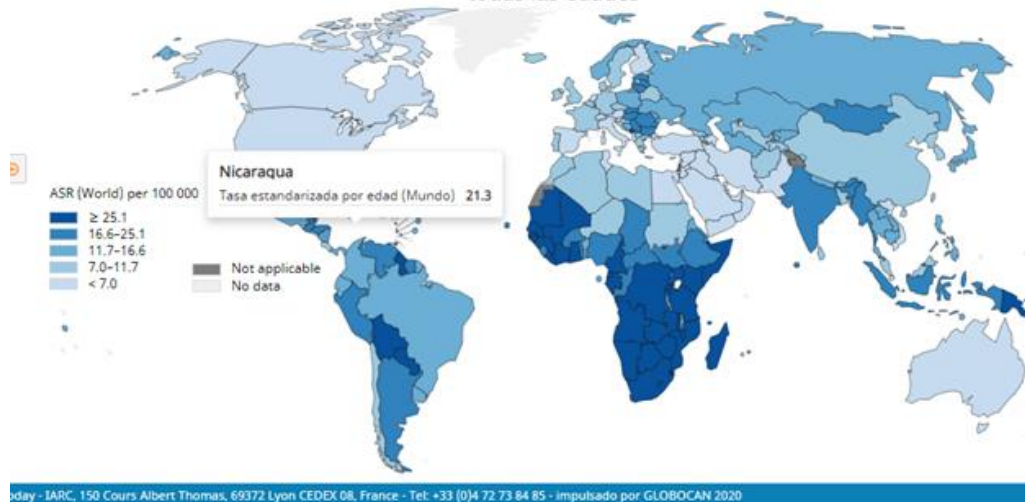 Nicaragua
Tasa estandarizada por edad (Mundo) 21.3
ASR (World) per 100 000
≥ 25.1
16.6–25.1
11.7–16.6
7.0–11.7
< 7.0
Not applicable
No data
oday - IARC, 150 Cours Albert Thomas, 69372 Lyon CEDEX 08, France - Tel: +33 (0)4 72 73 84 85 - impulsado por GLOBOCAN 2020